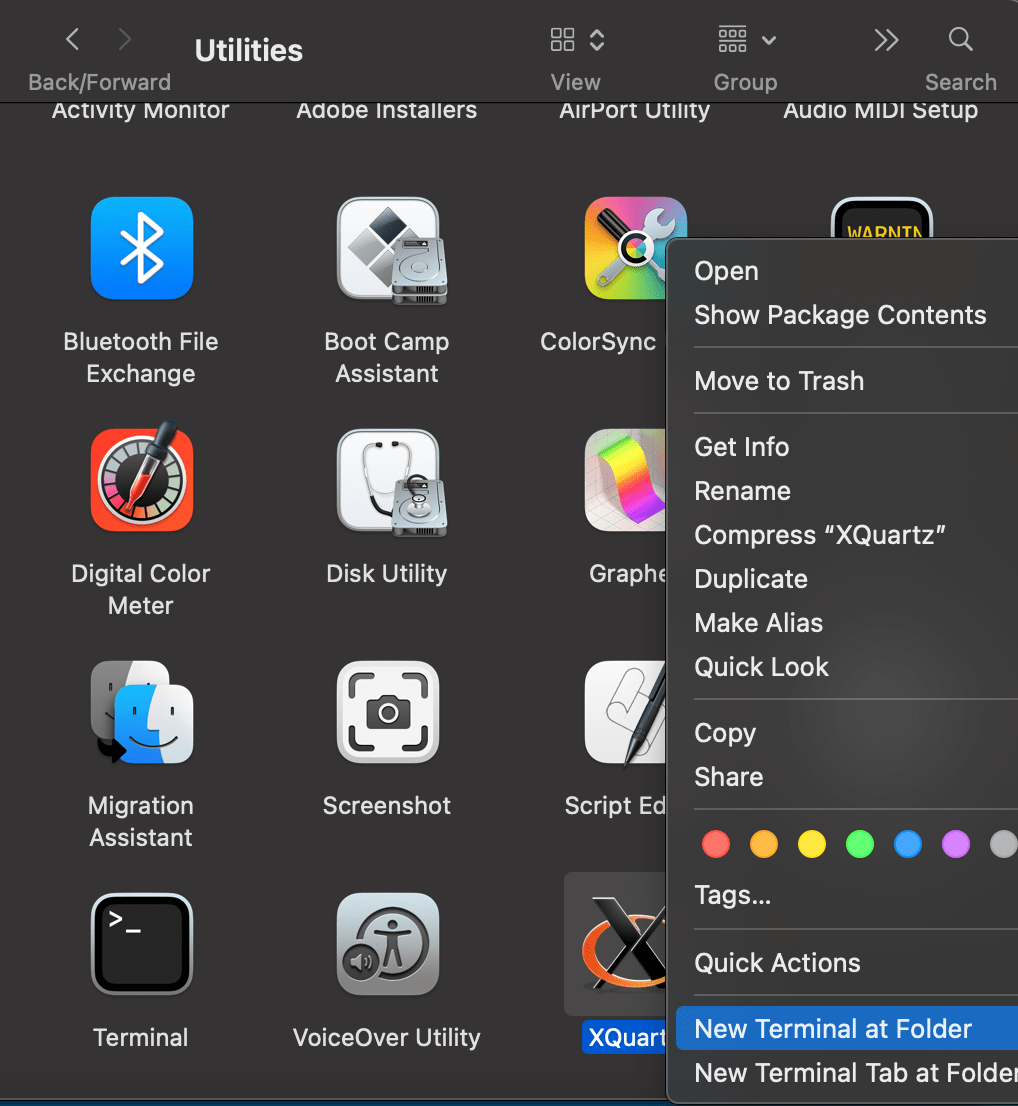 Utilities
Back/Forward
View
Group
Search
Activity Monitor
Adobe Installers
AirPort Utility
Audio MIDI Setup
WARNIN
Bluetooth File
Exchange
Boot Camp
Assistant
ColorSync
Digital Color
Meter
Disk Utility
Graphe
Migration
Assistant
Screenshot
Script Ed
>_
Terminal
VoiceOver Utility
XQuart
Open
Show Package Contents
Move to Trash
Get Info
Rename
Compress “XQuartz”
Duplicate
Make Alias
Quick Look
Copy
Share
Tags...
Quick Actions
New Terminal at Folder
New Terminal Tab at Folder